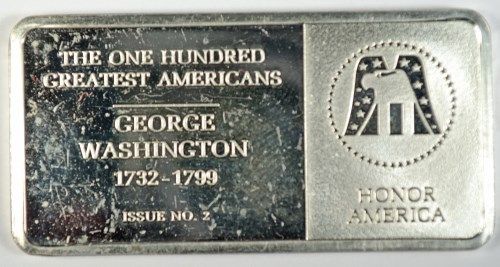 THE ONE HUNDRED
GREATEST AMERICANS
GEORGE
WASHINGTON
1732-1799
ISSUE NO. 2
HONOR
AMERICA